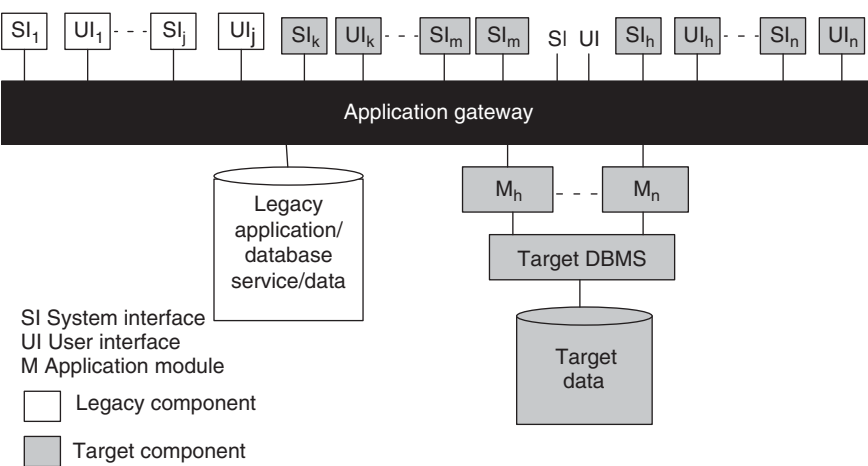 SI₁ UI₁ SIⱼ UIⱼ SIₖ UIₖ SIₘ SIₘ SI UI SIₕ UIₕ SIₙ UIₙ
Application gateway
Legacy
application/
database
service/data
Mₕ Mₙ
Target DBMS
Target
data
SI System interface
UI User interface
M Application module
Legacy component
Target component